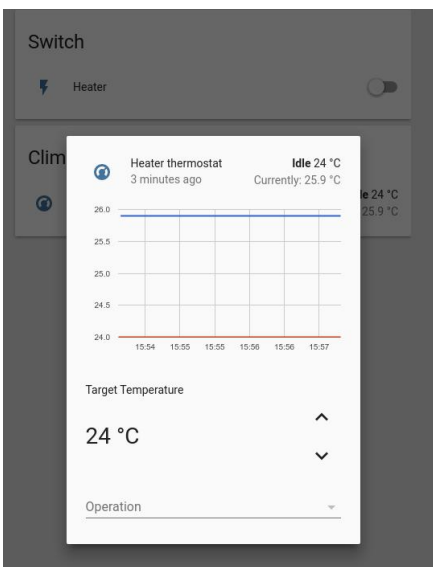 Switch
Heater
Clim
Heater thermostat
Idle 24 °C
3 minutes ago
Currently: 25.9 °C
le 24 °C
25.9 °C
26.0
25.5
25.0
24.5
24.0
15:54 15:55 15:55 15:56 15:56 15:57
Target Temperature
24 °C
Operation